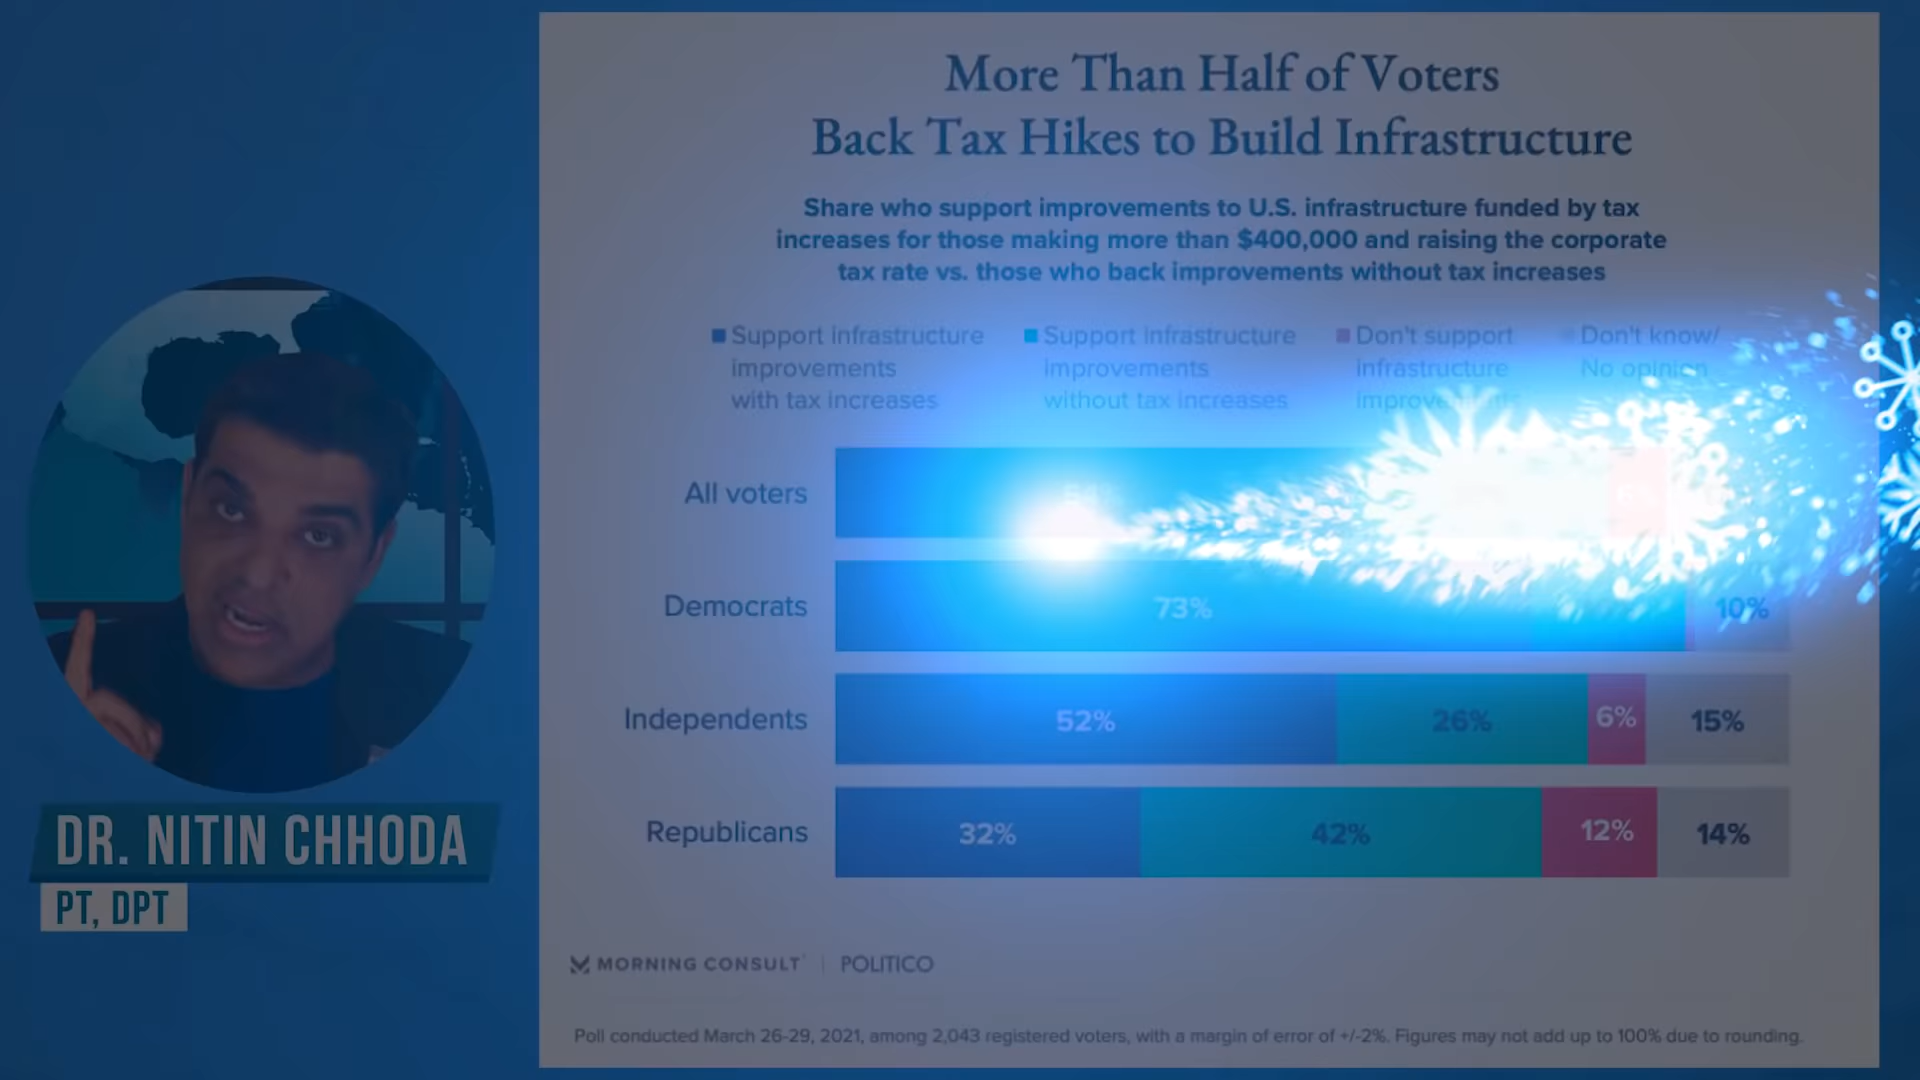 More Than Half of Voters
Back Tax Hikes to Build Infrastructure
Share who support improvements to U.S. infrastructure funded by tax
increases for those making more than $400,000 and raising the corporate
tax rate vs. those who back improvements without tax increases
Support infrastructure
improvements
with tax increases
Support infrastructure
improvements
without tax increases
Don't support
infrastructure
improvements
Don't know/
No opinion
All voters
6%
Democrats 73% 10%
Independents 52% 26% 6% 15%
Republicans 32% 42% 12% 14%
DR. NITIN CHHODA
PT, DPT
MORNING CONSULT | POLITICO
Poll conducted March 26-29, 2021, among 2,043 registered voters, with a margin of error of +/-2%. Figures may not add up to 100% due to rounding.